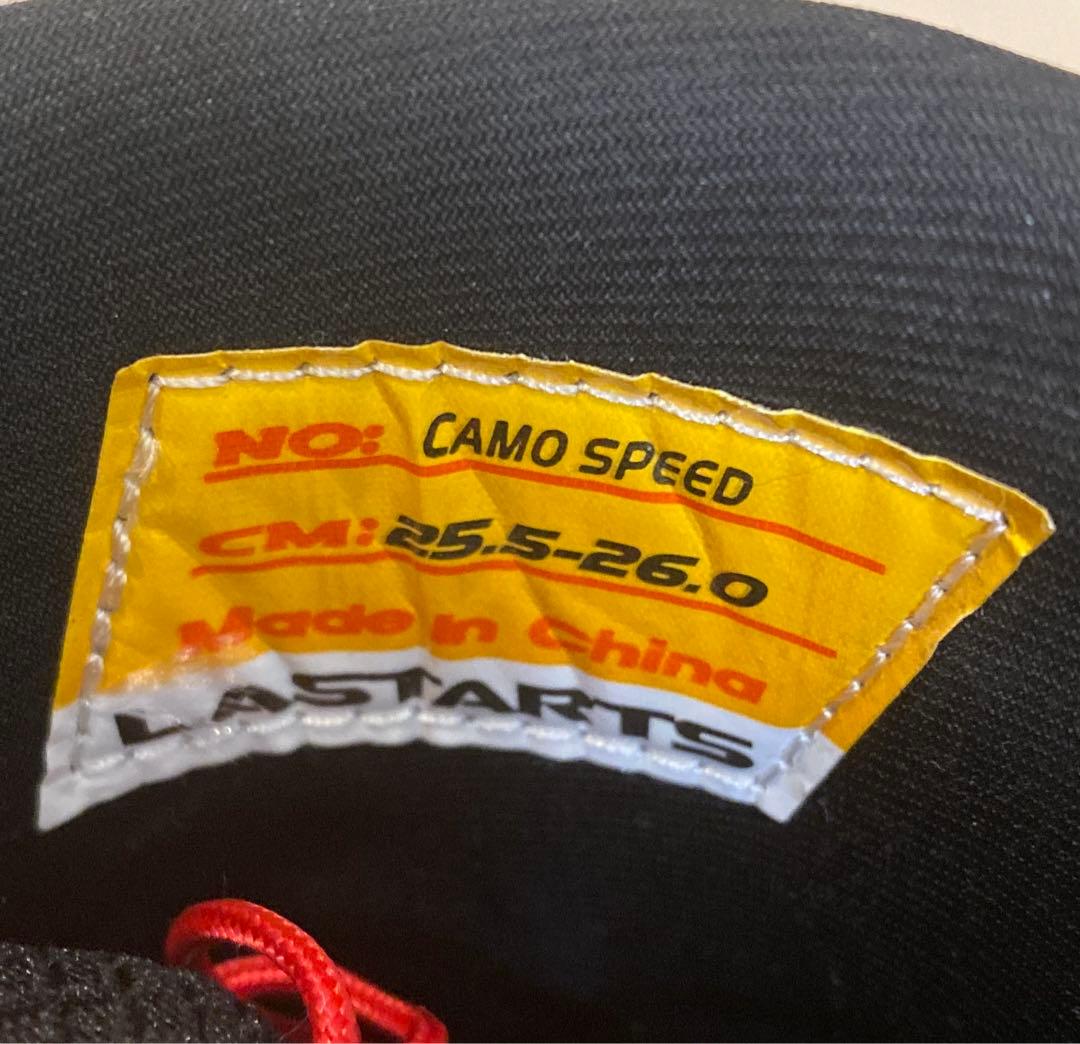 NO: CAMO SPEED
CM: 25.5-26.0
Made in China
LASTARTS